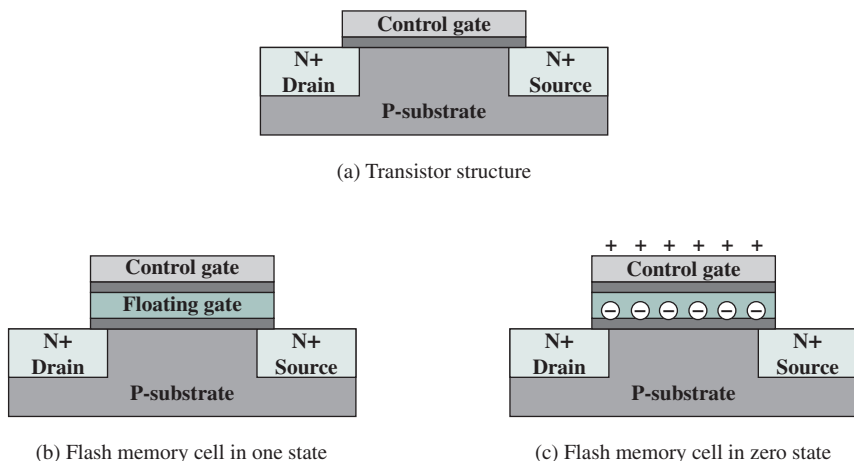 Control gate
N+ N+
Drain Source
P-substrate
(a) Transistor structure
+ + + + + +
Control gate Control gate
Floating gate − − − − − −
N+ N+ N+ N+
Drain Source Drain Source
P-substrate P-substrate
(b) Flash memory cell in one state (c) Flash memory cell in zero state